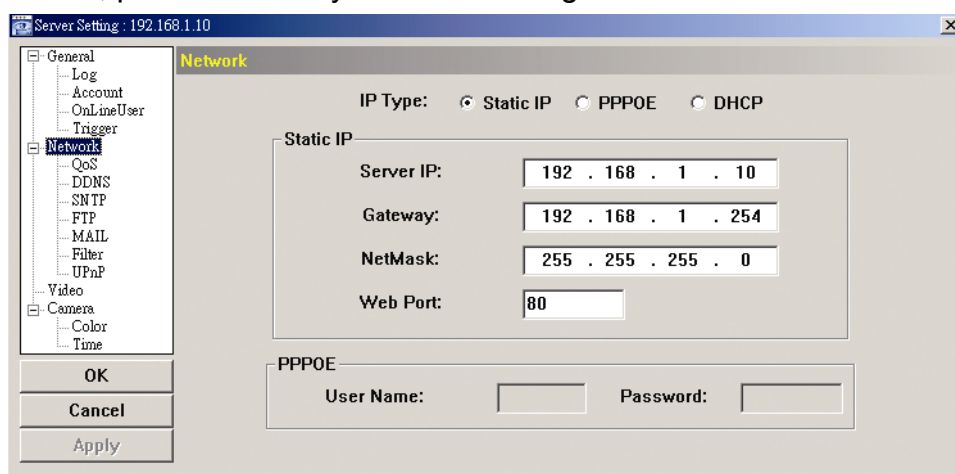 Server Setting : 192.168.1.10
General
Log
Account
OnLineUser
Trigger
Network
QoS
DDNS
SNTP
FTP
MAIL
Filter
UPnP
Video
Camera
Color
Time
OK
Cancel
Apply
Network
IP Type: Static IP PPPOE DHCP
Static IP
Server IP: 192 . 168 . 1 . 10
Gateway: 192 . 168 . 1 . 254
NetMask: 255 . 255 . 255 . 0
Web Port: 80
PPPOE
User Name: Password: